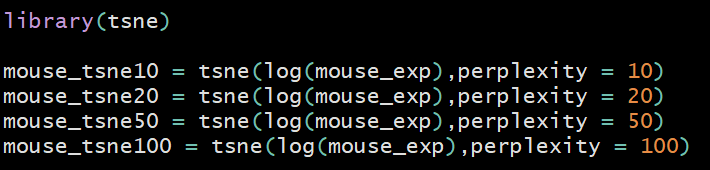 library(tsne)
mouse_tsne10 = tsne(log(mouse_exp),perplexity = 10)
mouse_tsne20 = tsne(log(mouse_exp),perplexity = 20)
mouse_tsne50 = tsne(log(mouse_exp),perplexity = 50)
mouse_tsne100 = tsne(log(mouse_exp),perplexity = 100)